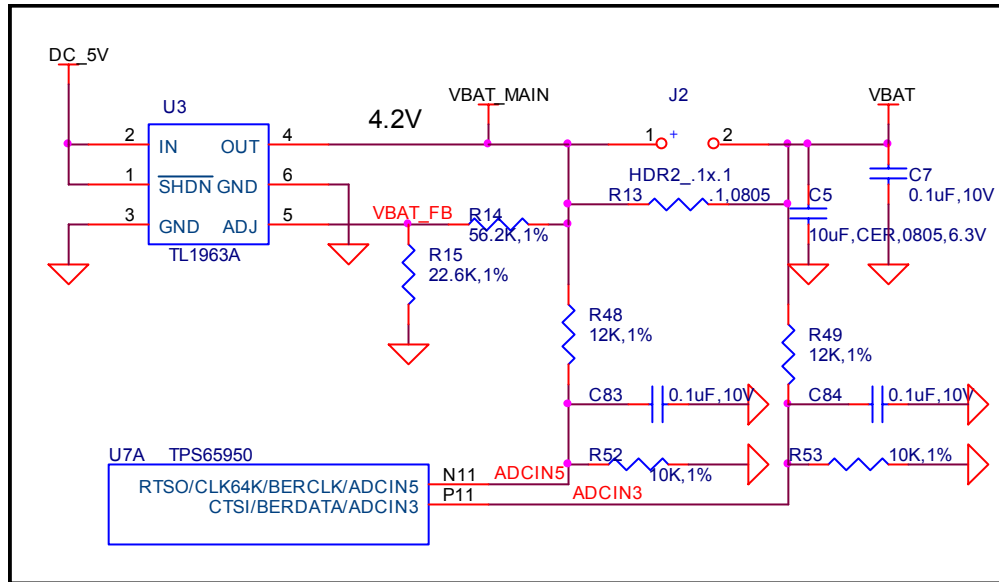 DC_5V
U3
2
IN
OUT
4
1
SHDN
GND
6
3
GND
ADJ
5
TL1963A
4.2V
VBAT_MAIN
J2
1
+
2
HDR2_.1x.1
VBAT
C7
0.1uF,10V
R13
.1,0805
C5
10uF,CER,0805,6.3V
VBAT_FB
R14
56.2K,1%
R15
22.6K,1%
R48
12K,1%
R49
12K,1%
C83
0.1uF,10V
C84
0.1uF,10V
R52
10K,1%
R53
10K,1%
U7A
TPS65950
RTSO/CLK64K/BERCLK/ADCIN5
N11
ADCIN5
CTSI/BERDATA/ADCIN3
P11
ADCIN3